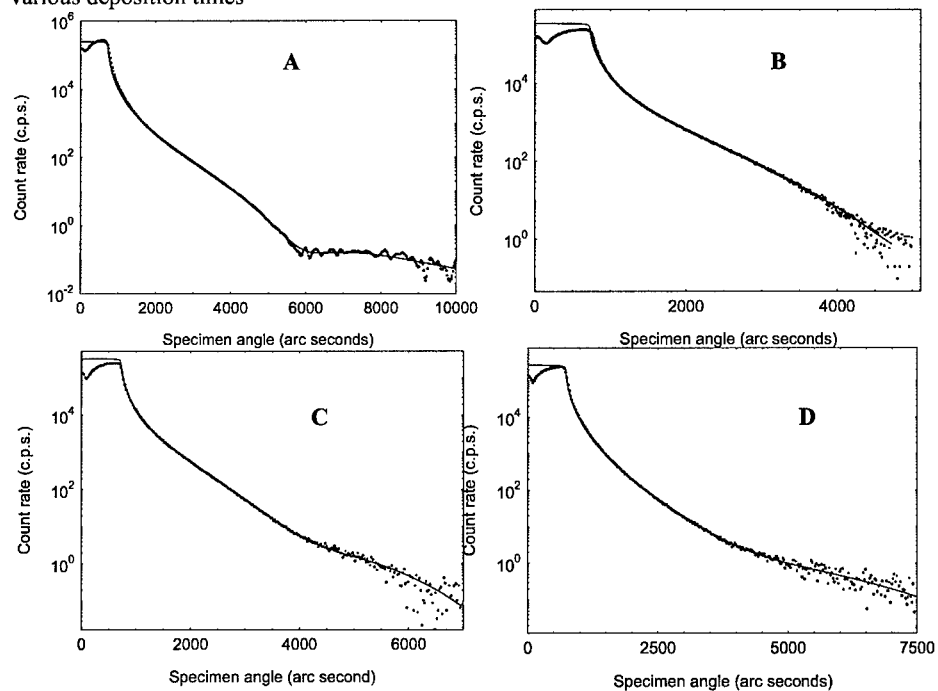 various deposition times
A
Count rate (c.p.s.)
10^6
10^4
10^2
10^0
10^-2
0 2000 4000 6000 8000 10000
Specimen angle (arc seconds)
B
Count rate (c.p.s.)
10^4
10^2
10^0
0 2000 4000
Specimen angle (arc seconds)
C
Count rate (c.p.s.)
10^4
10^2
10^0
0 2000 4000 6000
Specimen angle (arc second)
D
Count rate (c.p.s.)
10^4
10^2
10^0
0 2500 5000 7500
Specimen angle (arc seconds)